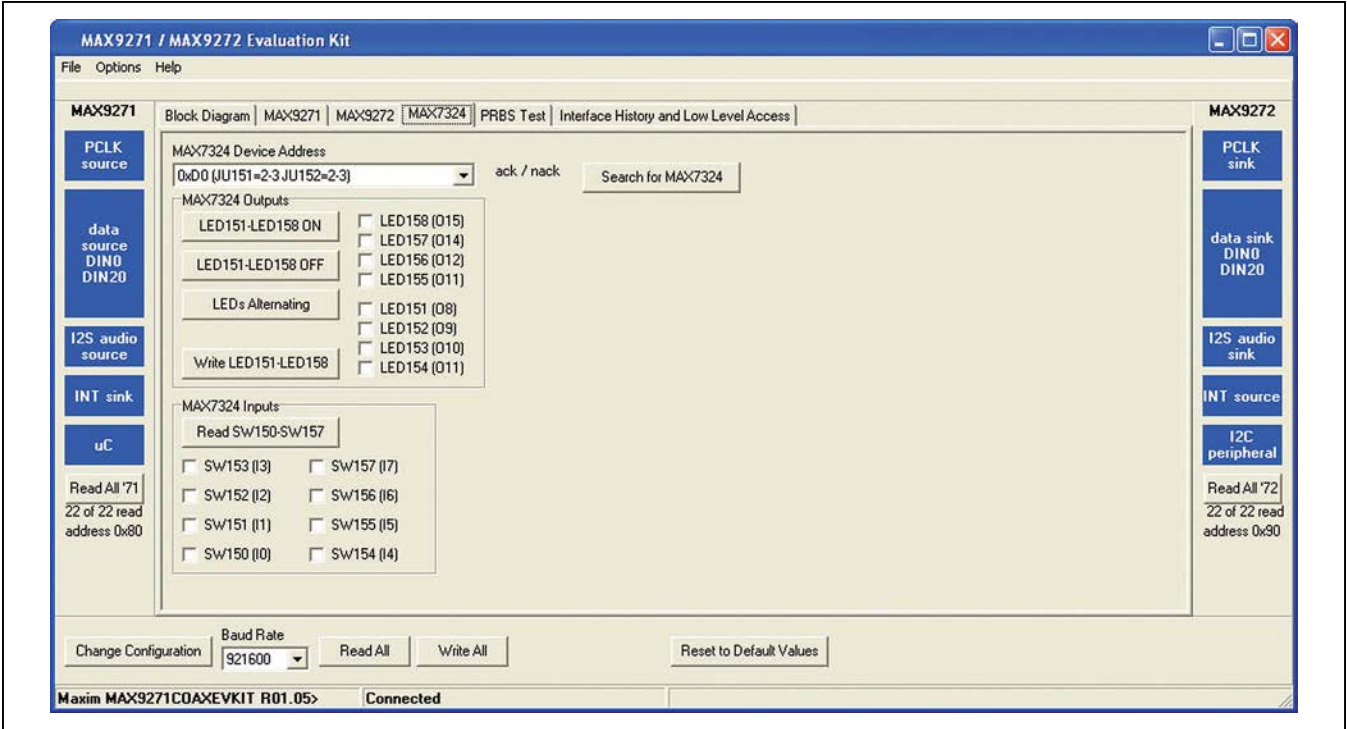 MAX9271 / MAX9272 Evaluation Kit
File Options Help
MAX9271
PCLK
source
data
source
DIN0
DIN20
I2S audio
source
INT sink
uC
Read All '71
22 of 22 read
address 0x80
Block Diagram MAX9271 MAX9272 MAX7324 PRBS Test Interface History and Low Level Access
MAX7324 Device Address
0xD0 (JU151=2-3 JU152=2-3) ack / nack Search for MAX7324
MAX7324 Outputs
LED151-LED158 ON
LED151-LED158 OFF
LEDs Alternating
Write LED151-LED158
LED158 (O15)
LED157 (O14)
LED156 (O12)
LED155 (O11)
LED151 (O8)
LED152 (O9)
LED153 (O10)
LED154 (O11)
MAX7324 Inputs
Read SW150-SW157
SW153 (I3) SW157 (I7)
SW152 (I2) SW156 (I6)
SW151 (I1) SW155 (I5)
SW150 (I0) SW154 (I4)
MAX9272
PCLK
sink
data sink
DIN0
DIN20
I2S audio
sink
INT source
I2C
peripheral
Read All '72
22 of 22 read
address 0x90
Change Configuration
Baud Rate
921600
Read All Write All Reset to Default Values
Maxim MAX9271COAXEVKIT R01.05> Connected